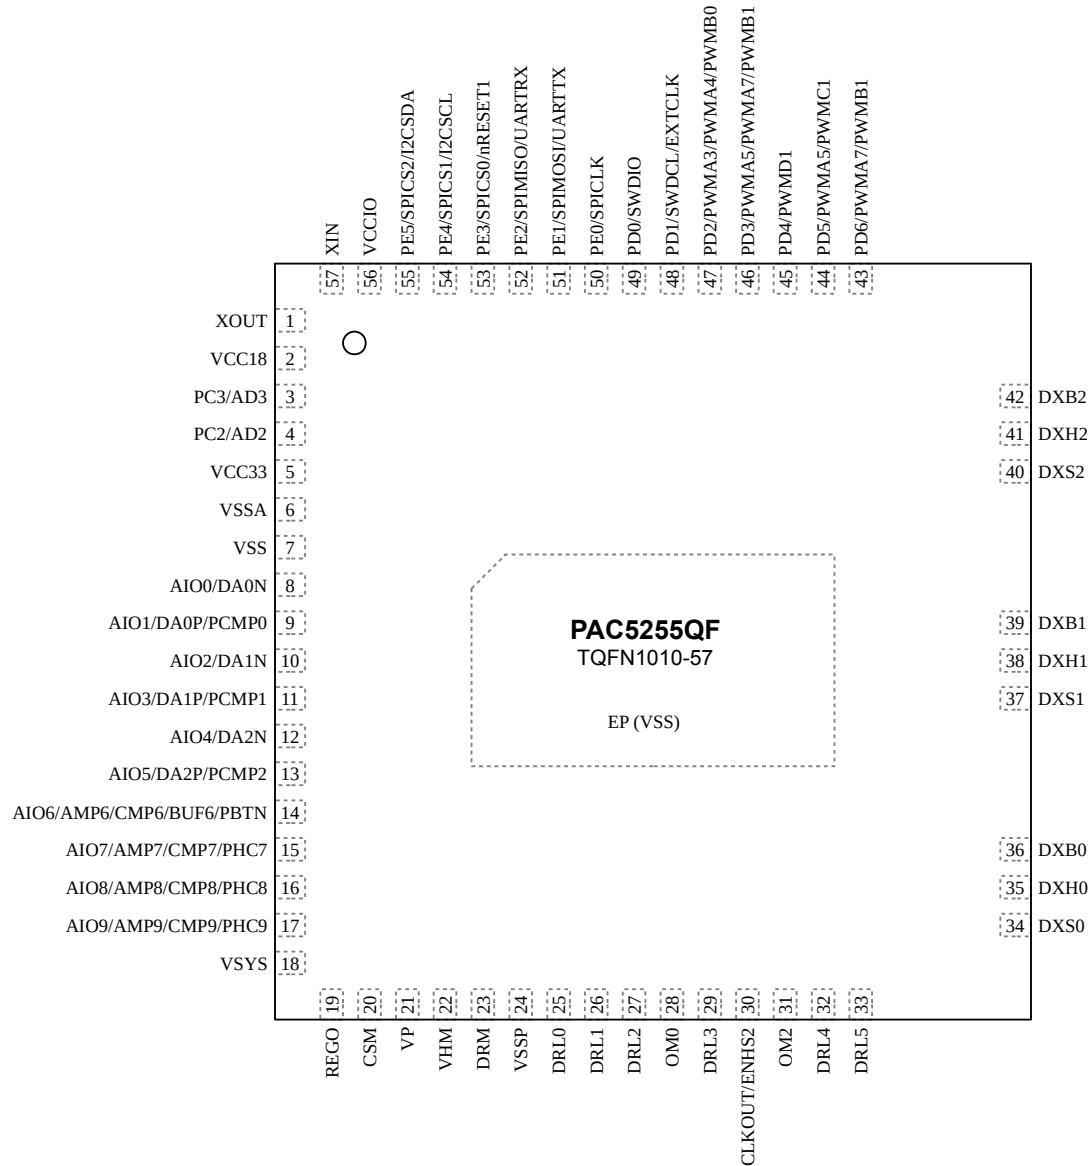 XIN
VCCIO
PE5/SPICS2/I2CSDA
PE4/SPICS1/I2CSCL
PE3/SPICS0/nRESET1
PE2/SPIMISO/UARTRX
PE1/SPIMOSI/UARTTX
PE0/SPICLK
PD0/SWDIO
PD1/SWDCL/EXTCLK
PD2/PWMA3/PWMA4/PWMB0
PD3/PWMA5/PWMA7/PWMB1
PD4/PWMD1
PD5/PWMA5/PWMC1
PD6/PWMA7/PWMB1
57
56
55
54
53
52
51
50
49
48
47
46
45
44
43
XOUT 1
VCC18 2
PC3/AD3 3
PC2/AD2 4
VCC33 5
VSSA 6
VSS 7
AIO0/DA0N 8
AIO1/DA0P/PCMP0 9
AIO2/DA1N 10
AIO3/DA1P/PCMP1 11
AIO4/DA2N 12
AIO5/DA2P/PCMP2 13
AIO6/AMP6/CMP6/BUF6/PBTN 14
AIO7/AMP7/CMP7/PHC7 15
AIO8/AMP8/CMP8/PHC8 16
AIO9/AMP9/CMP9/PHC9 17
VSYS 18
PAC5255QF
TQFN1010-57
EP (VSS)
42 DXB2
41 DXH2
40 DXS2
39 DXB1
38 DXH1
37 DXS1
36 DXB0
35 DXH0
34 DXS0
19
20
21
22
23
24
25
26
27
28
29
30
31
32
33
REGO
CSM
VP
VHM
DRM
VSSP
DRL0
DRL1
DRL2
OM0
DRL3
CLKOUT/ENHS2
OM2
DRL4
DRL5